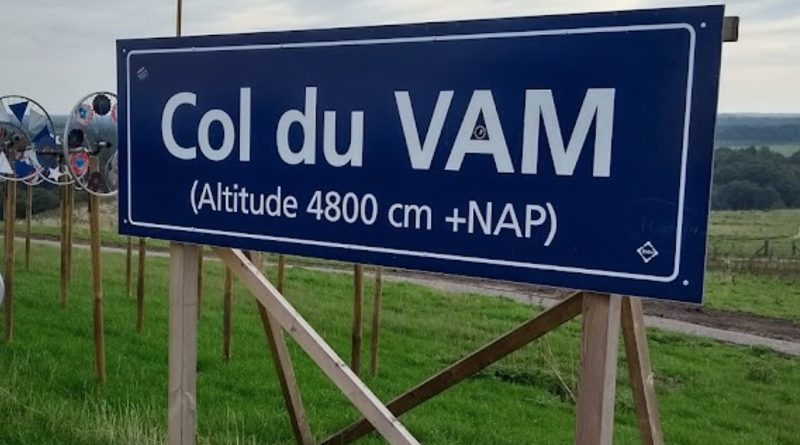 Col du VAM
(Altitude 4800 cm +NAP)